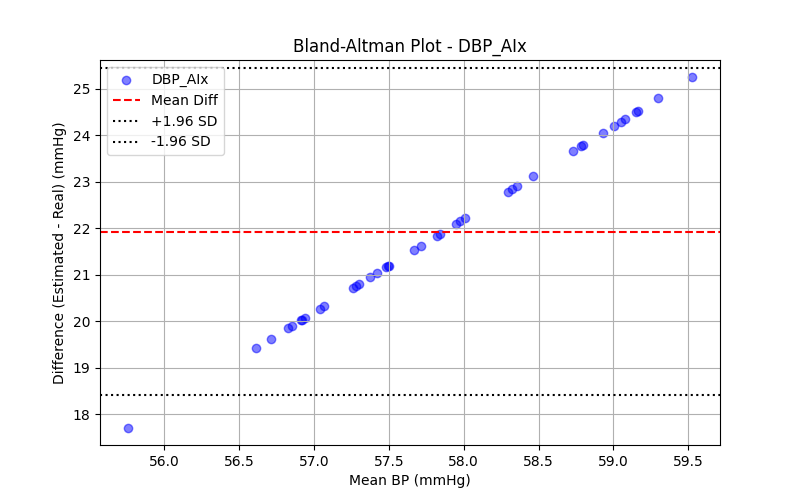 Bland-Altman Plot - DBP_AIx
DBP_AIx
Mean Diff
+1.96 SD
-1.96 SD
Difference (Estimated - Real) (mmHg)
25
24
23
22
21
20
19
18
56.0 56.5 57.0 57.5 58.0 58.5 59.0 59.5
Mean BP (mmHg)